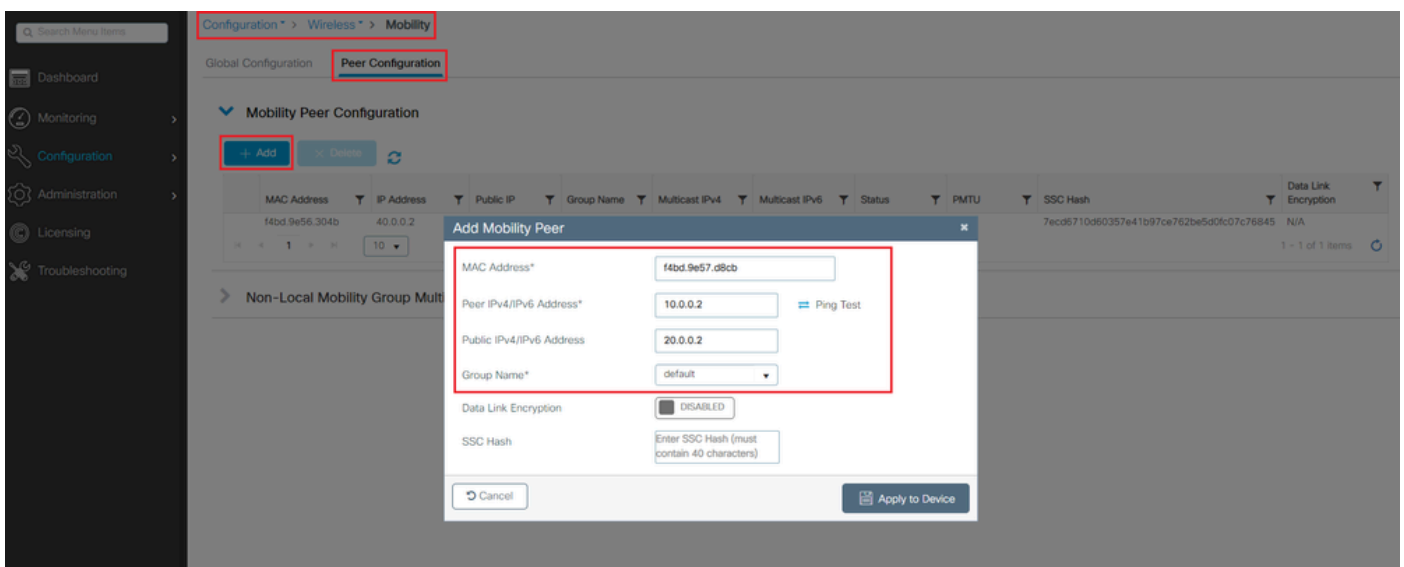 Search Menu Items
Dashboard
Monitoring
Configuration
Administration
Licensing
Troubleshooting
Configuration > Wireless > Mobility
Global Configuration Peer Configuration
Mobility Peer Configuration
+ Add × Delete
MAC Address IP Address Public IP Group Name Multicast IPv4 Multicast IPv6 Status PMTU SSC Hash Data Link Encryption
f4bd.9e56.304b 40.0.0.2 7ecd6710d60357e41b97ce762be5d0fc07c76845 N/A
1 10 1 - 1 of 1 items
Non-Local Mobility Group Multi
Add Mobility Peer
MAC Address* f4bd.9e57.d8cb
Peer IPv4/IPv6 Address* 10.0.0.2 Ping Test
Public IPv4/IPv6 Address 20.0.0.2
Group Name* default
Data Link Encryption DISABLED
SSC Hash Enter SSC Hash (must
contain 40 characters)
Cancel Apply to Device